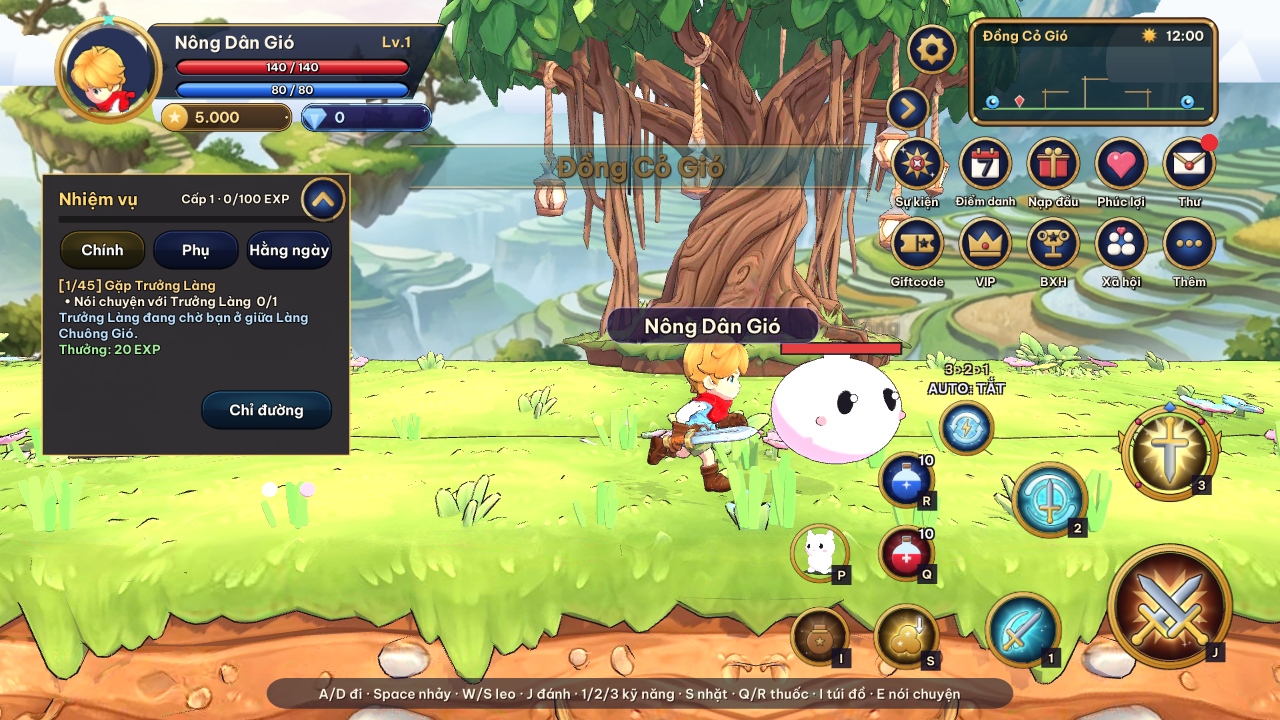 Nông Dân Gió
Lv.1
140 / 140
80 / 80
5.000
0
Đồng Cỏ Gió
12:00
Đồng Cỏ Gió
7
Sự kiện
Điểm danh
Nạp đầu
Phúc lợi
Thư
Giftcode
VIP
BXH
Xã hội
Thêm
Nhiệm vụ
Cấp 1 · 0/100 EXP
Chính
Phụ
Hằng ngày
[1/45] Gặp Trưởng Làng
• Nói chuyện với Trưởng Làng 0/1
Trưởng Làng đang chờ bạn ở giữa Làng
Chuông Gió.
Thưởng: 20 EXP
Chỉ đường
Nông Dân Gió
3>2>1
AUTO: TẮT
10
R
10
Q
P
I
S
1
2
3
J
A/D đi · Space nhảy · W/S leo · J đánh · 1/2/3 kỹ năng · S nhặt · Q/R thuốc · I túi đồ · E nói chuyện